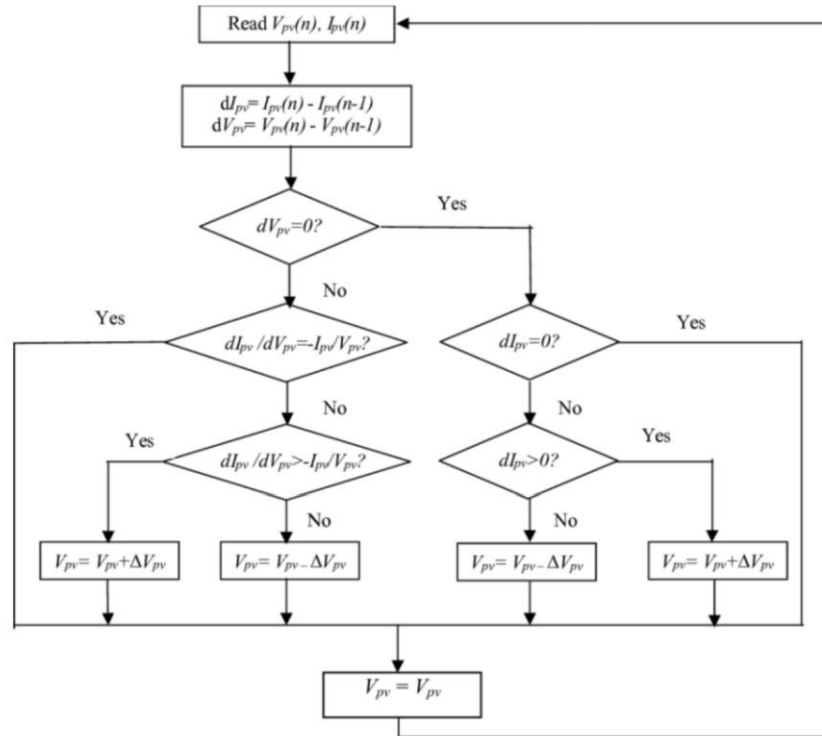 Read Vpv(n), Ipv(n)
dIpv= Ipv(n) - Ipv(n-1)
dVpv= Vpv(n) - Vpv(n-1)
dVpv=0?
Yes
No
Yes
dIpv/dVpv=-Ipv/Vpv?
dIpv=0?
Yes
No
No
Yes
dIpv/dVpv>-Ipv/Vpv?
dIpv>0?
Yes
No
No
Vpv= Vpv+ΔVpv
Vpv= Vpv-ΔVpv
Vpv= Vpv-ΔVpv
Vpv= Vpv+ΔVpv
Vpv = Vpv